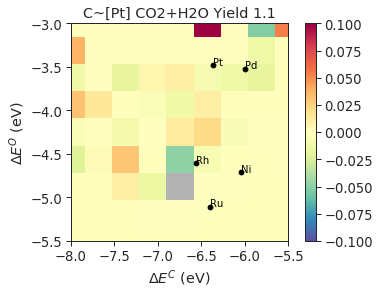 C~[Pt] CO2+H2O Yield 1.1
−3.0
−3.5
−4.0
−4.5
−5.0
−5.5
ΔE^O (eV)
Pt
Pd
Rh
Ni
Ru
−8.0 −7.5 −7.0 −6.5 −6.0 −5.5
ΔE^C (eV)
0.100
0.075
0.050
0.025
0.000
−0.025
−0.050
−0.075
−0.100